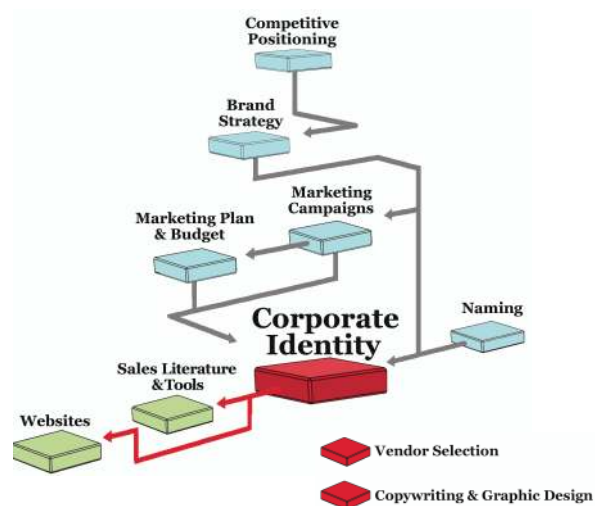 Competitive
Positioning
Brand
Strategy
Marketing
Campaigns
Marketing Plan
& Budget
Naming
Corporate
Identity
Sales Literature
&Tools
Websites
Vendor Selection
Copywriting & Graphic Design